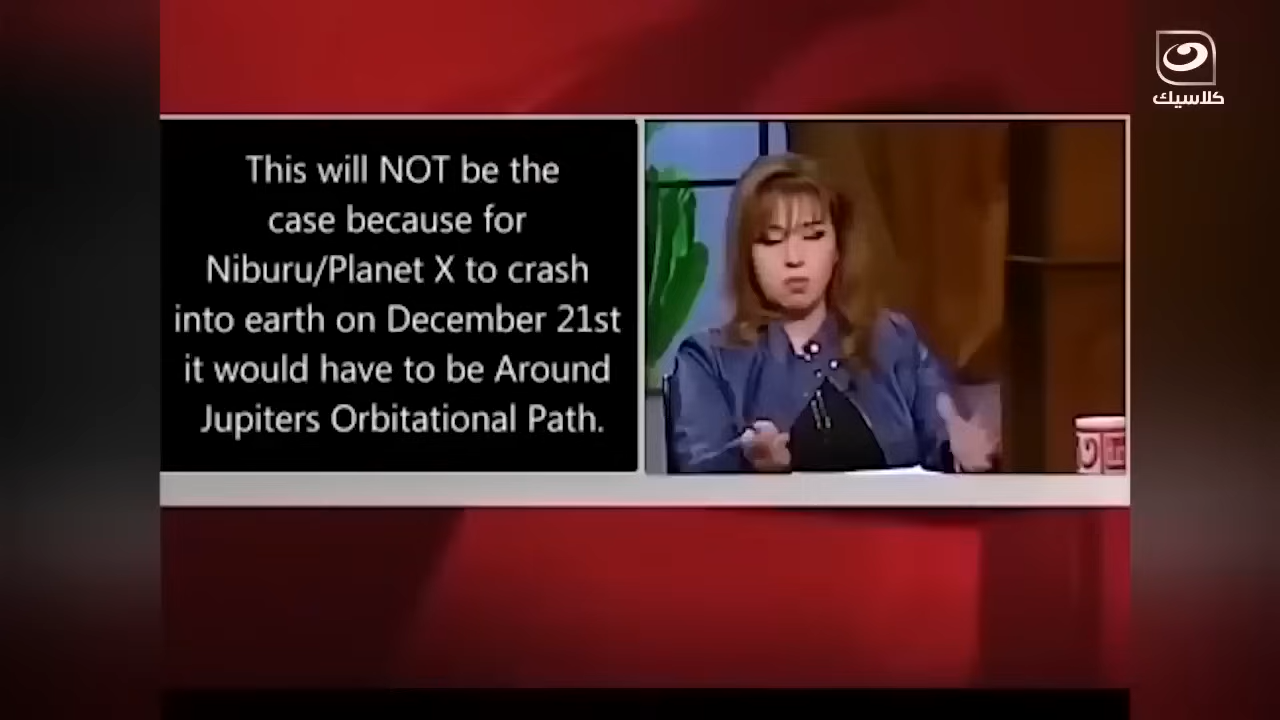 كلاسيك
This will NOT be the
case because for
Niburu/Planet X to crash
into earth on December 21st
it would have to be Around
Jupiters Orbitational Path.